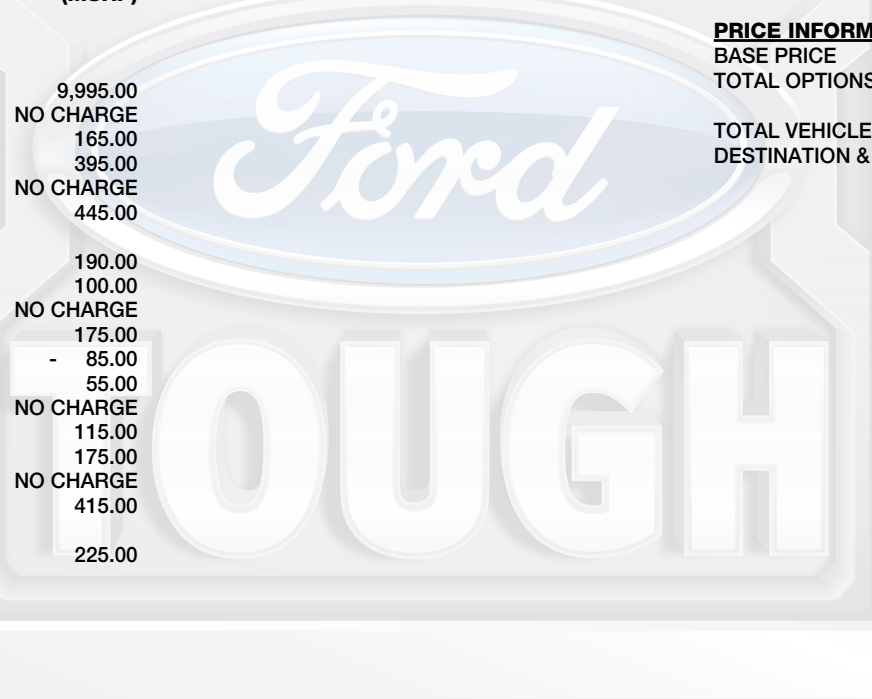 PRICE INFORM
BASE PRICE
TOTAL OPTIONS
TOTAL VEHICLE
DESTINATION &
9,995.00
NO CHARGE
165.00
395.00
NO CHARGE
445.00
190.00
100.00
NO CHARGE
175.00
- 85.00
55.00
NO CHARGE
115.00
175.00
NO CHARGE
415.00
225.00
Ford
TOUGH